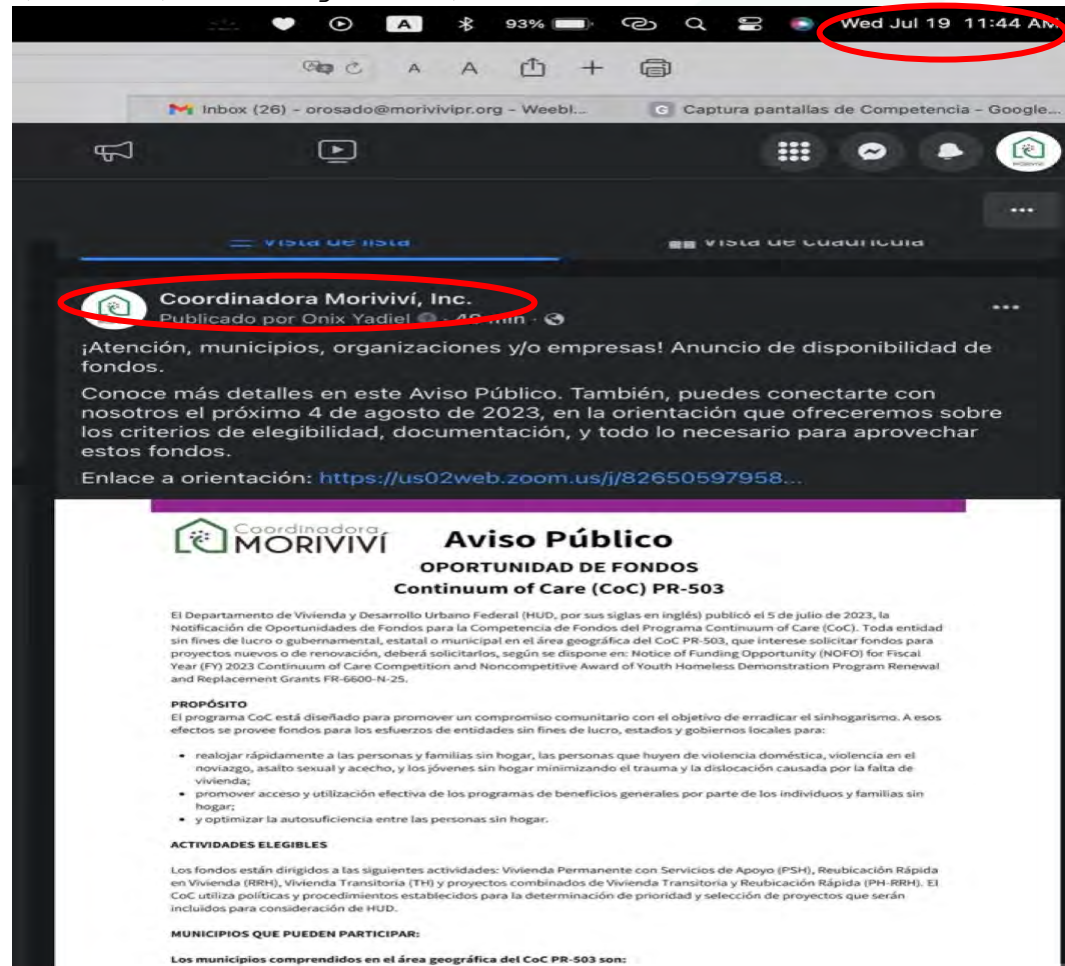 A
93%
Wed Jul 19 11:44 AM
A A
Inbox (26) – orosado@morivivipr.org – Weebl...
G Captura pantallas de Competencia – Google...
Vista de lista
Vista de cuadrícula
Coordinadora Moriviví, Inc.
Publicado por Onix Yadiel
min
¡Atención, municipios, organizaciones y/o empresas! Anuncio de disponibilidad de
fondos.
Conoce más detalles en este Aviso Público. También, puedes conectarte con
nosotros el próximo 4 de agosto de 2023, en la orientación que ofreceremos sobre
los criterios de elegibilidad, documentación, y todo lo necesario para aprovechar
estos fondos.
Enlace a orientación: https://us02web.zoom.us/j/82650597958...
Coordinadora
MORIVIVÍ
Aviso Público
OPORTUNIDAD DE FONDOS
Continuum of Care (CoC) PR-503
El Departamento de Vivienda y Desarrollo Urbano Federal (HUD, por sus siglas en inglés) publicó el 5 de julio de 2023, la
Notificación de Oportunidades de Fondos para la Competencia de Fondos del Programa Continuum of Care (CoC). Toda entidad
sin fines de lucro o gubernamental, estatal o municipal en el área geográfica del CoC PR-503, que interese solicitar fondos para
proyectos nuevos o de renovación, deberá solicitarlos, según se dispone en: Notice of Funding Opportunity (NOFO) for Fiscal
Year (FY) 2023 Continuum of Care Competition and Noncompetitive Award of Youth Homeless Demonstration Program Renewal
and Replacement Grants FR-6600-N-25.
PROPÓSITO
El programa CoC está diseñado para promover un compromiso comunitario con el objetivo de erradicar el sinhogarismo. A esos
efectos se provee fondos para los esfuerzos de entidades sin fines de lucro, estados y gobiernos locales para:
• realojar rápidamente a las personas y familias sin hogar, las personas que huyen de violencia doméstica, violencia en el
noviazgo, asalto sexual y acecho, y los jóvenes sin hogar minimizando el trauma y la dislocación causada por la falta de
vivienda;
• promover acceso y utilización efectiva de los programas de beneficios generales por parte de los individuos y familias sin
hogar;
• y optimizar la autosuficiencia entre las personas sin hogar.
ACTIVIDADES ELEGIBLES
Los fondos están dirigidos a las siguientes actividades: Vivienda Permanente con Servicios de Apoyo (PSH), Reubicación Rápida
en Vivienda (RRH), Vivienda Transitoria (TH) y proyectos combinados de Vivienda Transitoria y Reubicación Rápida (PH-RRH). El
CoC utiliza políticas y procedimientos establecidos para la determinación de prioridad y selección de proyectos que serán
incluidos para consideración de HUD.
MUNICIPIOS QUE PUEDEN PARTICIPAR:
Los municipios comprendidos en el área geográfica del CoC PR-503 son: